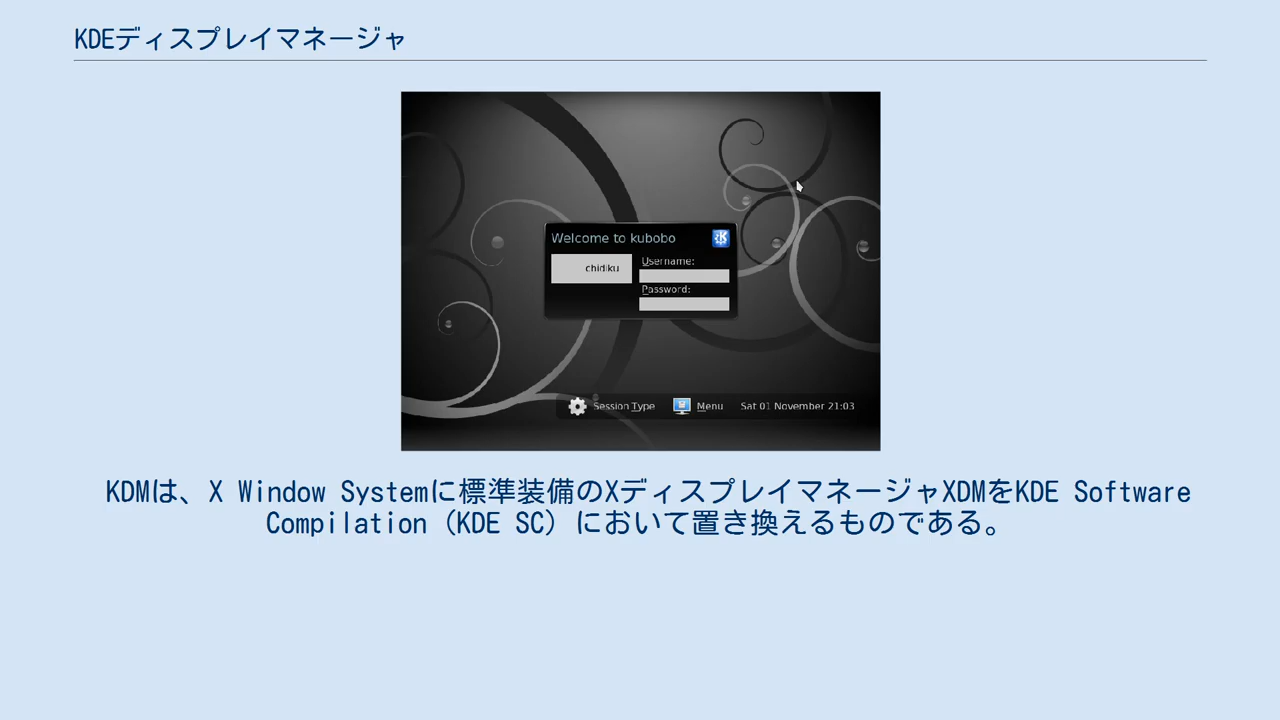 KDEディスプレイマネージャ
Welcome to kubobo
chidiku
Username:
Password:
Session Type
Menu
Sat 01 November 21:03
KDMは、X Window Systemに標準装備のXディスプレイマネージャXDMをKDE Software
Compilation（KDE SC）において置き換えるものである。